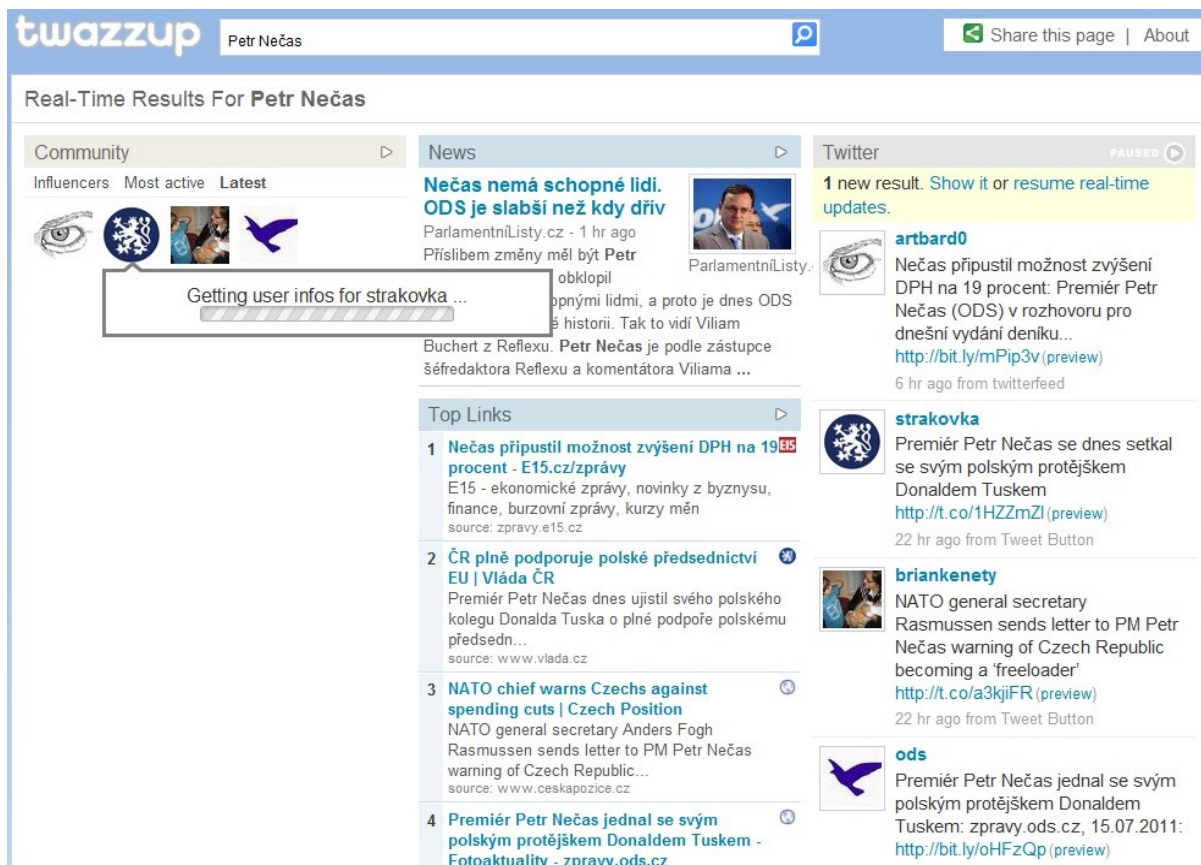 twazzup
Petr Nečas
Share this page | About
Real-Time Results For Petr Nečas
Community
Influencers Most active Latest
Getting user infos for strakovka ...
News
Nečas nemá schopné lidi.
ODS je slabší než kdy dřív
ParlamentníListy.cz - 1 hr ago
Příslibem změny měl být Petr
obklopil
ParlamentníListy.
opnými lidmi, a proto je dnes ODS
é historii. Tak to vidí Viliam
Buchert z Reflexu. Petr Nečas je podle zástupce
šéfredaktora Reflexu a komentátora Viliama ...
Top Links
1 Nečas připustil možnost zvýšení DPH na 19
procent - E15.cz/zprávy
E15
E15 - ekonomické zprávy, novinky z byznysu,
finance, burzovní zprávy, kurzy měn
source: zpravy.e15.cz
2 ČR plně podporuje polské předsednictví
EU | Vláda ČR
Premiér Petr Nečas dnes ujistil svého polského
kolegu Donalda Tuska o plné podpoře polskému
předsedn...
source: www.vlada.cz
3 NATO chief warns Czechs against
spending cuts | Czech Position
NATO general secretary Anders Fogh
Rasmussen sends letter to PM Petr Nečas
warning of Czech Republic...
source: www.ceskapozice.cz
4 Premiér Petr Nečas jednal se svým
polským protějškem Donaldem Tuskem -
Fotoaktuality - zpravy.ods.cz
Twitter
PAUSED
1 new result. Show it or resume real-time
updates.
artbard0
Nečas připustil možnost zvýšení
DPH na 19 procent: Premiér Petr
Nečas (ODS) v rozhovoru pro
dnešní vydání deníku...
http://bit.ly/mPip3v (preview)
6 hr ago from twitterfeed
strakovka
Premiér Petr Nečas se dnes setkal
se svým polským protějškem
Donaldem Tuskem
http://t.co/1HZZmZl (preview)
22 hr ago from Tweet Button
briankenety
NATO general secretary
Rasmussen sends letter to PM Petr
Nečas warning of Czech Republic
becoming a 'freeloader'
http://t.co/a3kjiFR (preview)
22 hr ago from Tweet Button
ods
Premiér Petr Nečas jednal se svým
polským protějškem Donaldem
Tuskem: zpravy.ods.cz, 15.07.2011:
http://bit.ly/oHFzQp (preview)